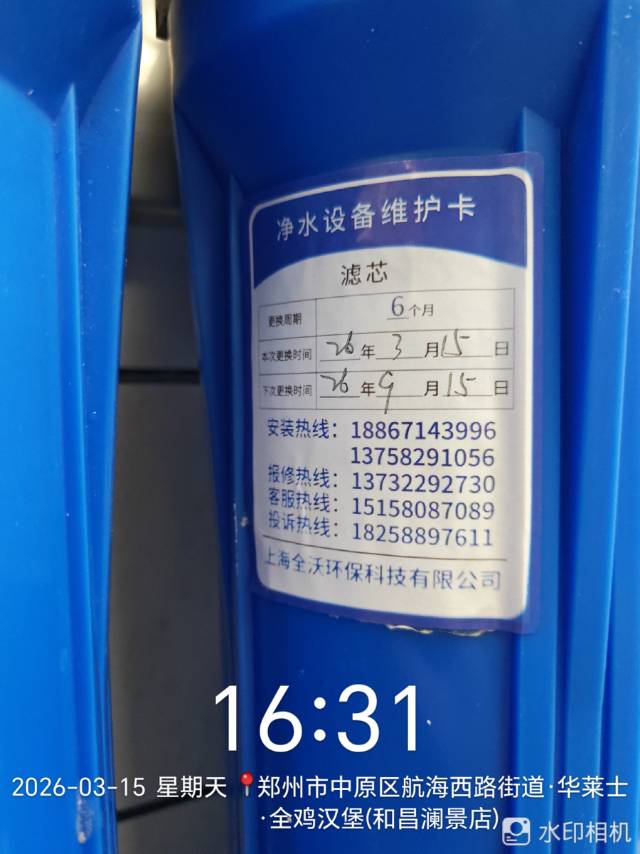 净水设备维护卡
滤芯
更换周期 6个月
本次更换时间 26年3月15日
下次更换时间 26年9月15日
安装热线：18867143996
13758291056
报修热线：13732292730
客服热线：15158087089
投诉热线：18258897611
上海全沃环保科技有限公司
16:31
2026-03-15 星期天 郑州市中原区航海西路街道·华莱士
·全鸡汉堡(和昌澜景店)
水印相机